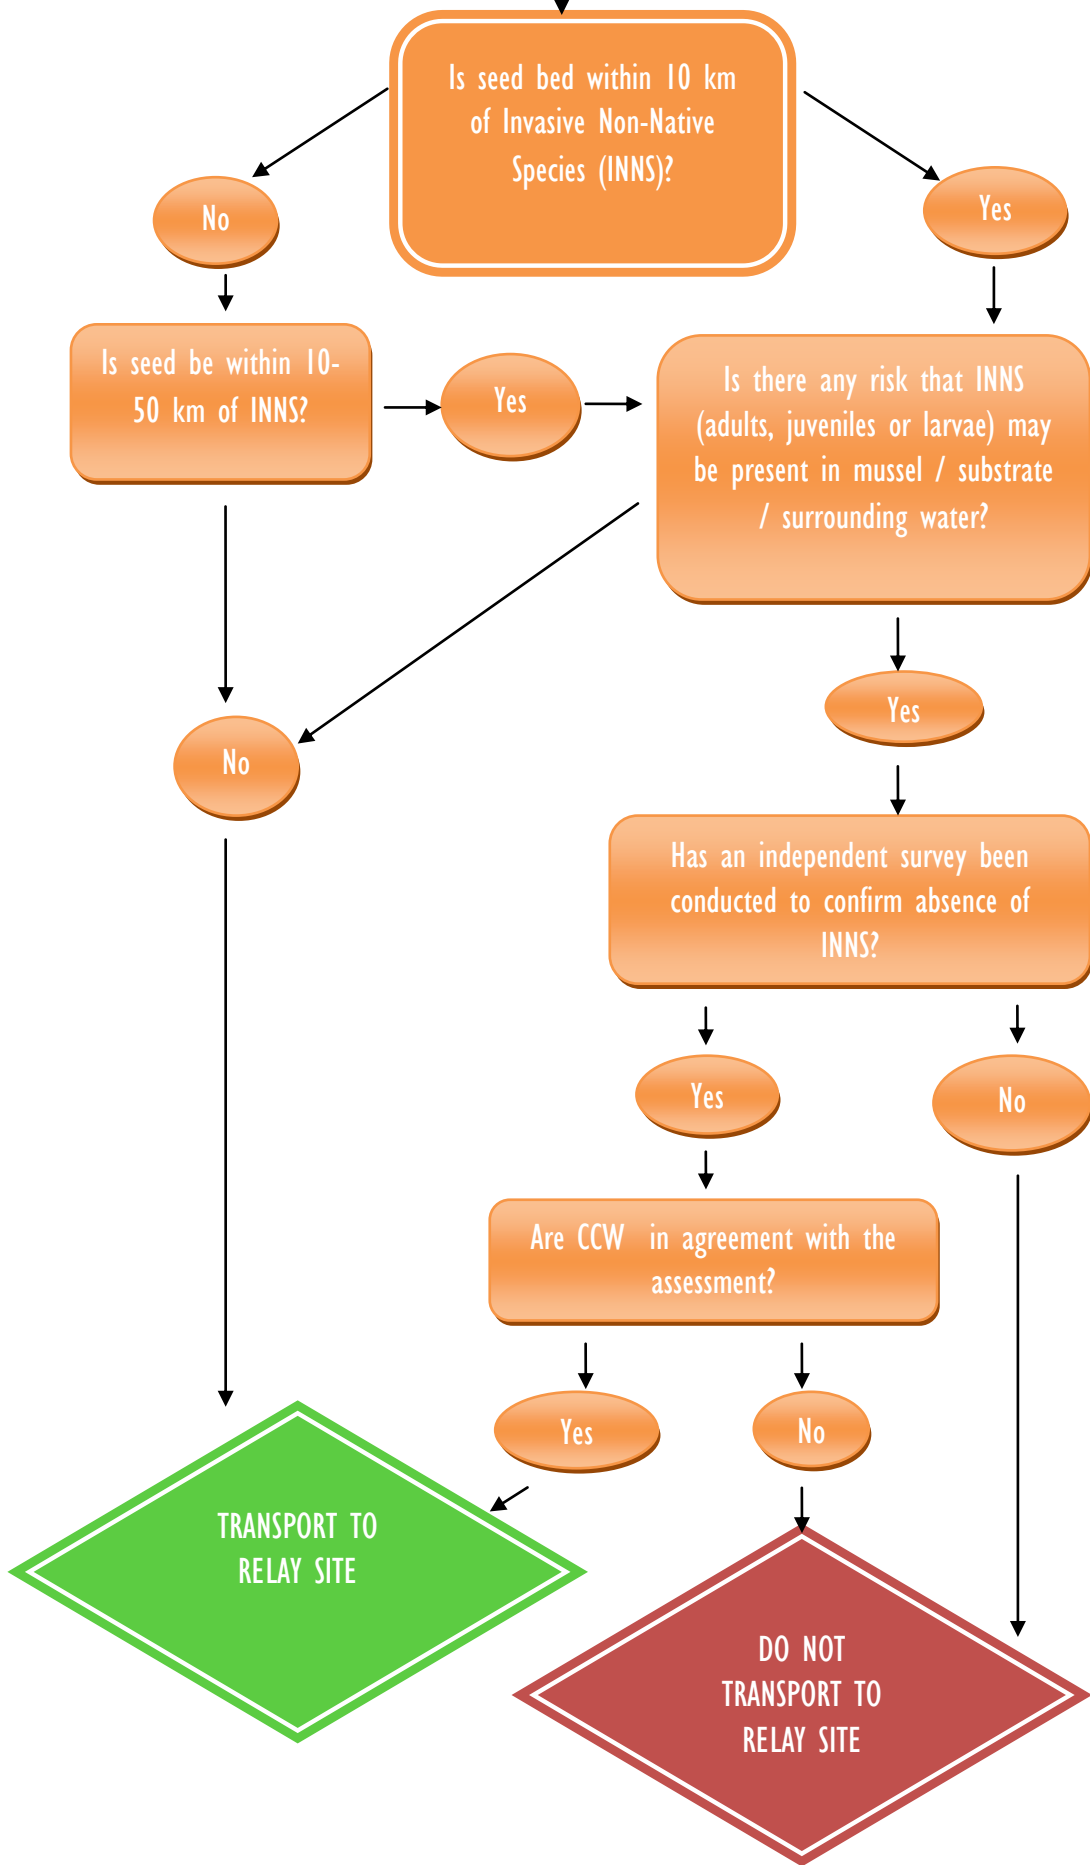 Is seed bed within 10 km
of Invasive Non-Native
Species (INNS)?
No
Yes
Is seed be within 10-
50 km of INNS?
Yes
Is there any risk that INNS
(adults, juveniles or larvae) may
be present in mussel / substrate
/ surrounding water?
Yes
No
Has an independent survey been
conducted to confirm absence of
INNS?
Yes
No
Are CCW in agreement with the
assessment?
Yes
No
TRANSPORT TO
RELAY SITE
DO NOT
TRANSPORT TO
RELAY SITE